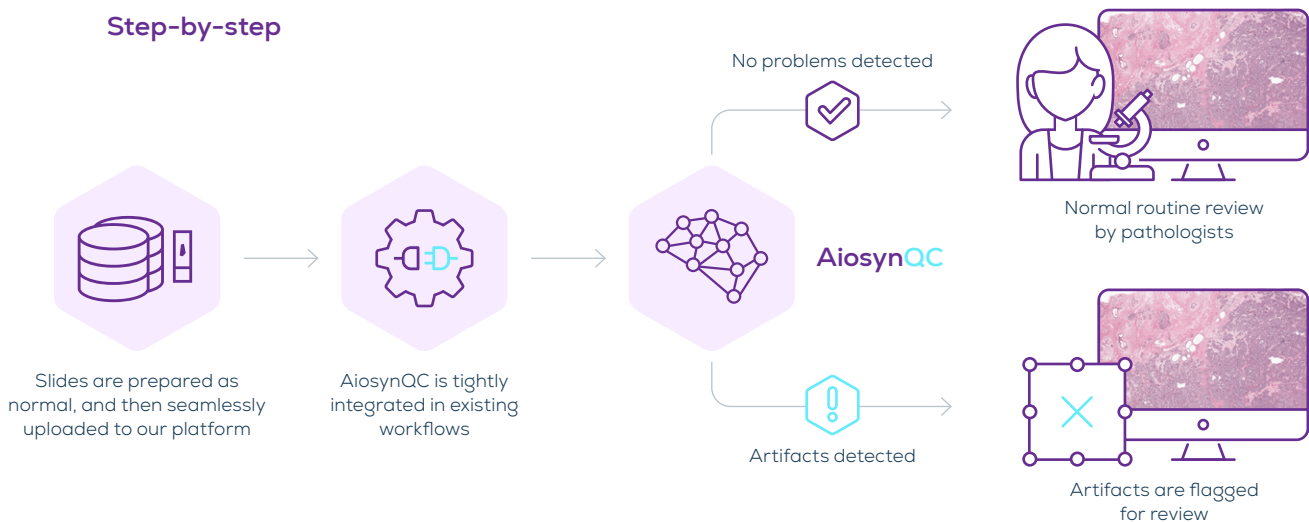 Step-by-step
Slides are prepared as
normal, and then seamlessly
uploaded to our platform
AiosynQC is tightly
integrated in existing
workflows
AiosynQC
No problems detected
Normal routine review
by pathologists
Artifacts detected
Artifacts are flagged
for review